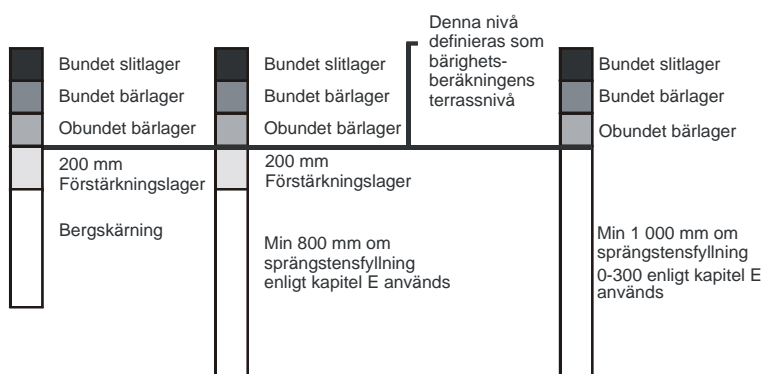 Denna nivå
definieras som
bärighets-
beräkningens
terrassnivå
Bundet slitlager
Bundet bärlager
Obundet bärlager
200 mm
Förstärkningslager
Bergskärning
Bundet slitlager
Bundet bärlager
Obundet bärlager
200 mm
Förstärkningslager
Min 800 mm om
sprängstensfyllning
enligt kapitel E används
Bundet slitlager
Bundet bärlager
Obundet bärlager
Min 1 000 mm om
sprängstensfyllning
0-300 enligt kapitel E
används